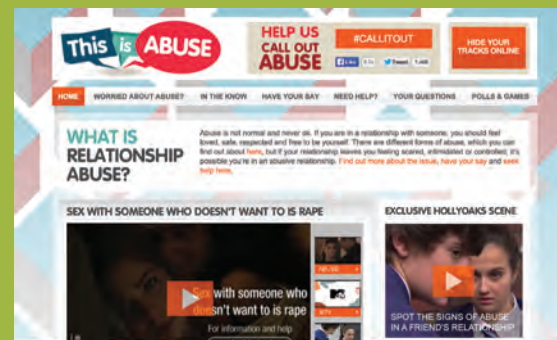 This is ABUSE
HELP US
CALL OUT
ABUSE
#CALLITOUT
Like
Tweet
HIDE YOUR
TRACKS ONLINE
HOME WORRIED ABOUT ABUSE? IN THE KNOW HAVE YOUR SAY NEED HELP? YOUR QUESTIONS POLLS & GAMES
WHAT IS
RELATIONSHIP
ABUSE?
Abuse is not normal and never ok. If you are in a relationship with someone, you should feel
loved, safe, respected and free to be yourself. There are different forms of abuse, which you can
find out about here, but if your relationship leaves you feeling scared, intimidated or controlled, it's
possible you're in an abusive relationship. Find out more about the issue, have your say and seek
help here.
SEX WITH SOMEONE WHO DOESN'T WANT TO IS RAPE
Sex with someone who
doesn't want to is rape
For information and help
EXCLUSIVE HOLLYOAKS SCENE
SPOT THE SIGNS OF ABUSE
IN A FRIEND'S RELATIONSHIP